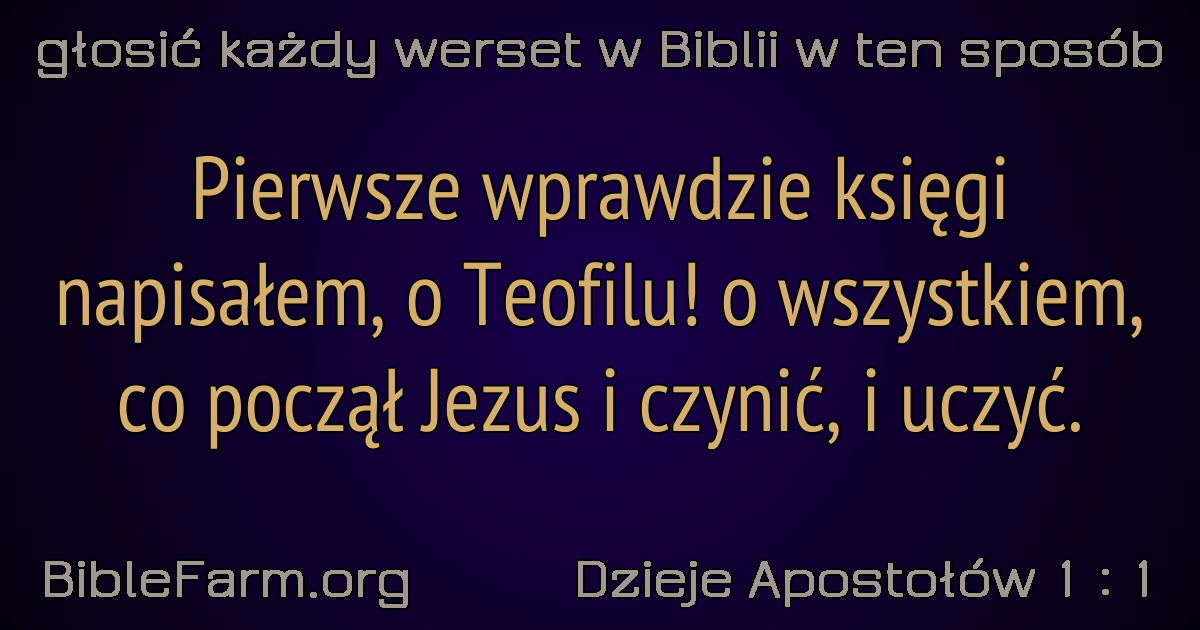 głosić każdy werset w Biblii w ten sposób
Pierwsze wprawdzie księgi
napisałem, o Teofilu! o wszystkiem,
co począł Jezus i czynić, i uczyć.
BibleFarm.org
Dzieje Apostołów 1 : 1